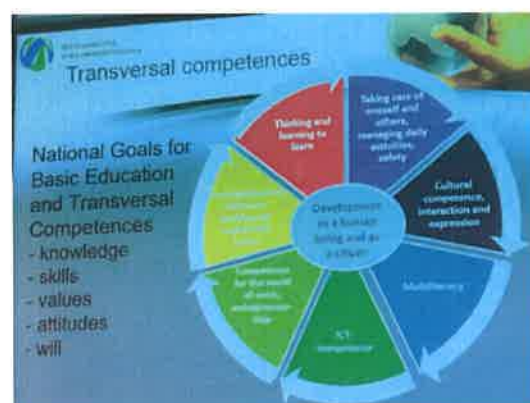 Transversal competences
National Goals for
Basic Education
and Transversal
Competences
- knowledge
- skills
- values
- attitudes
- will
Thinking and
learning to
learn
Taking care of
oneself and
others,
managing daily
activities,
safety
Cultural
competence,
interaction and
expression
Multiliteracy
ICT-
competence
Competence
for the world
of work,
entrepreneur-
ship
Development
as a human
being and as
a citizen